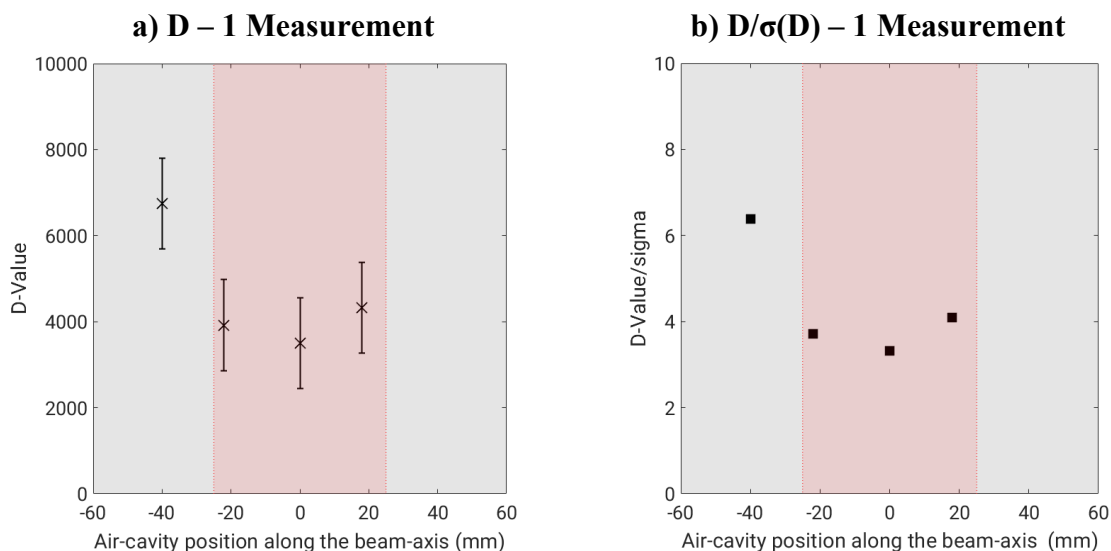 a) D – 1 Measurement
10000
8000
6000
4000
2000
0
D-Value
-60 -40 -20 0 20 40 60
Air-cavity position along the beam-axis (mm)
b) D/σ(D) – 1 Measurement
10
8
6
4
2
0
D-Value/sigma
-60 -40 -20 0 20 40 60
Air-cavity position along the beam-axis (mm)